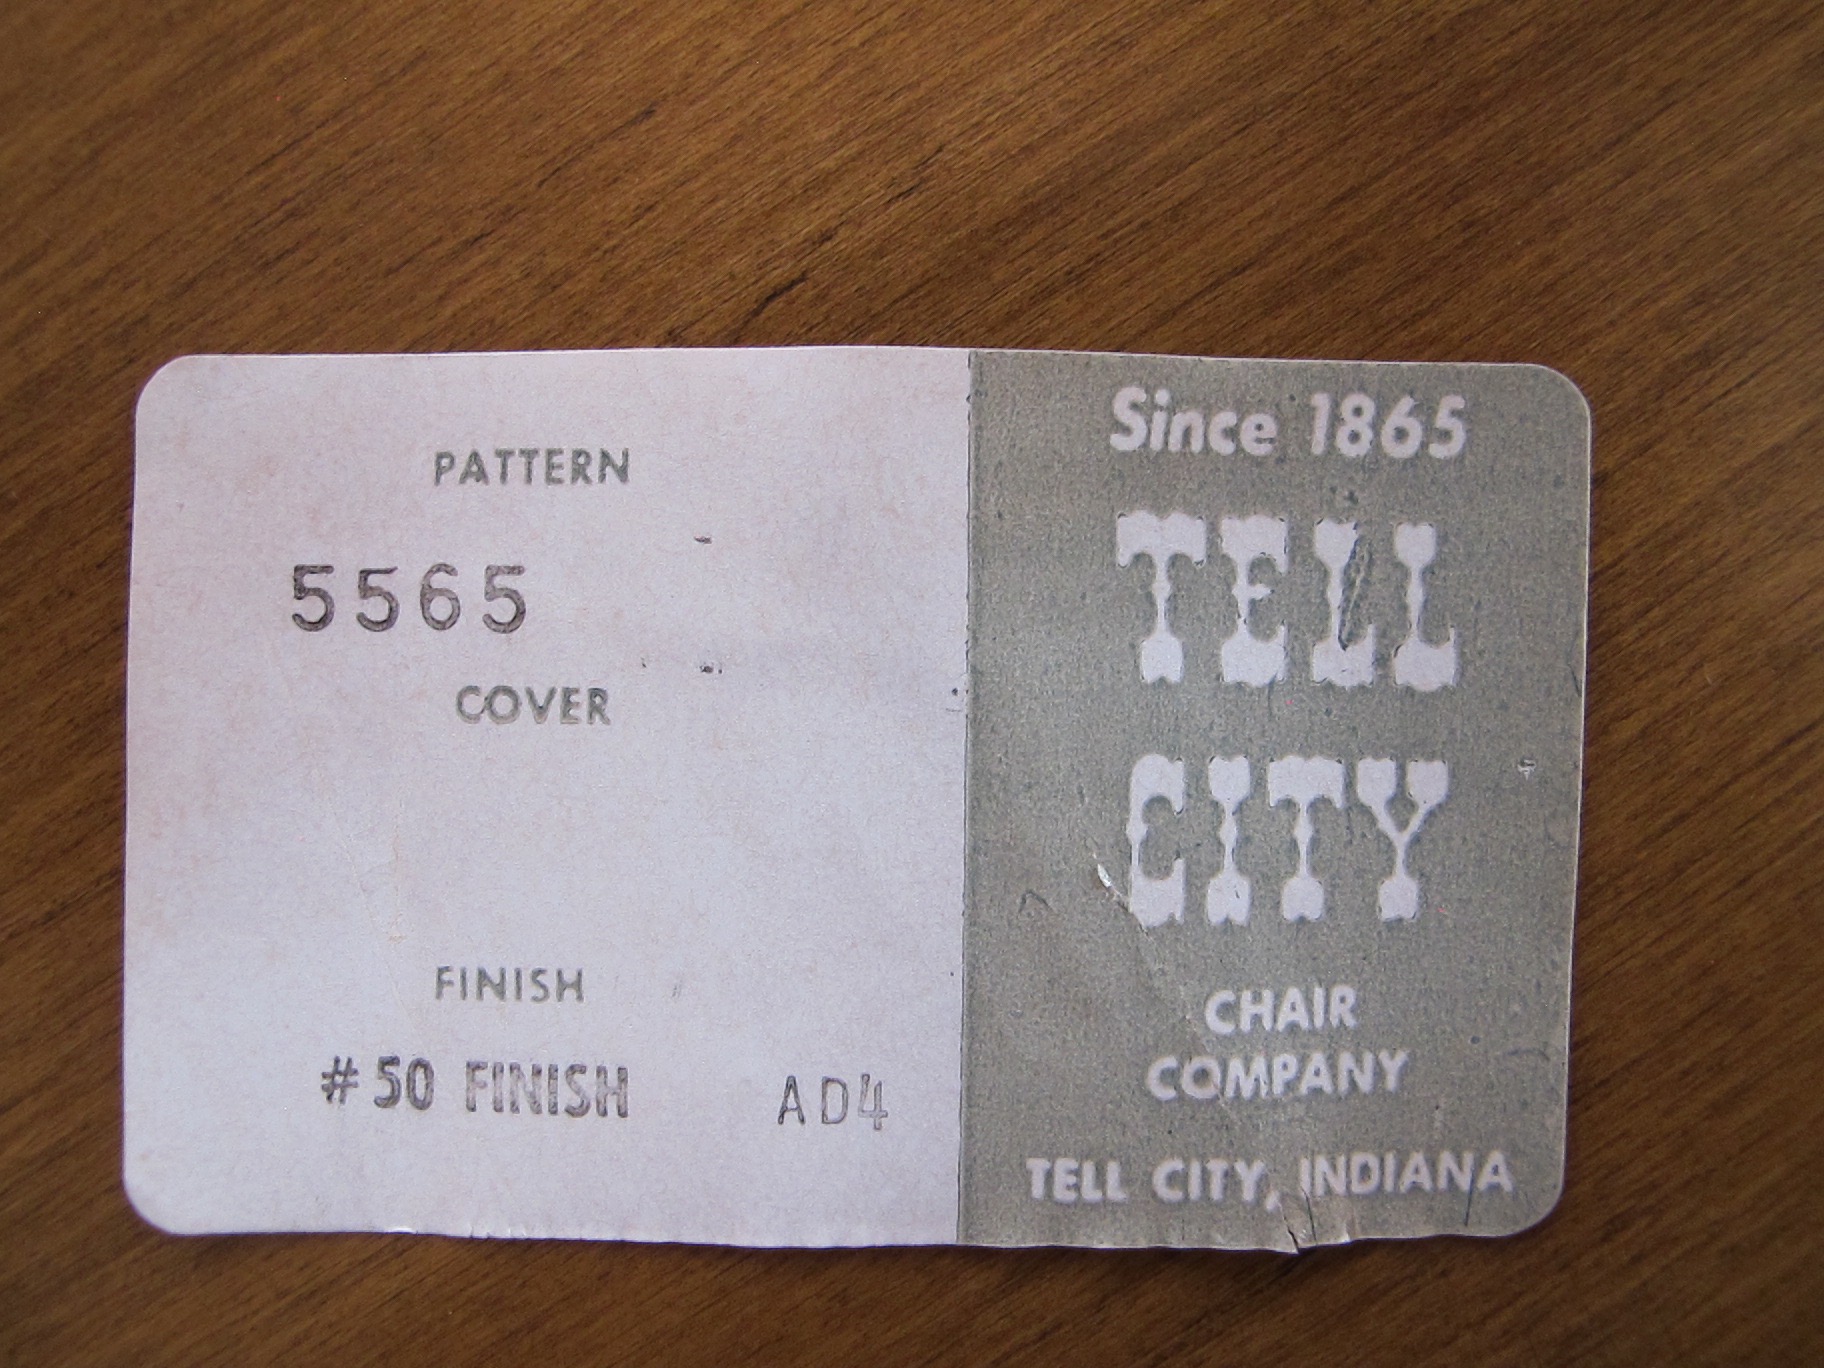 PATTERN
5565
COVER
FINISH
#50 FINISH AD4
Since 1865
TELL
CITY
CHAIR
COMPANY
TELL CITY, INDIANA